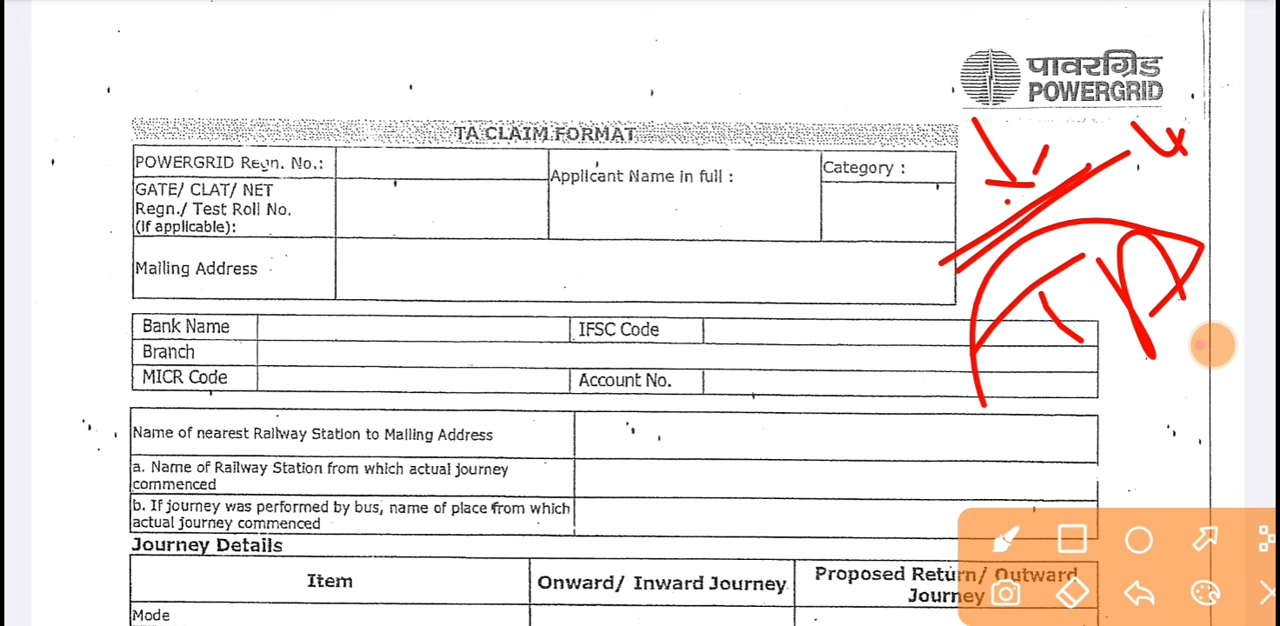 पावरग्रिड
POWERGRID
TA CLAIM FORMAT
POWERGRID Regn. No.:
Applicant Name in full :
Category :
GATE/ CLAT/ NET
Regn./ Test Roll No.
(if applicable):
Mailing Address
Bank Name
IFSC Code
Branch
MICR Code
Account No.
Name of nearest Railway Station to Mailing Address
a. Name of Railway Station from which actual journey
commenced
b. If journey was performed by bus, name of place from which
actual journey commenced
Journey Details
Item
Onward/ Inward Journey
Proposed Return/ Outward
Journey
Mode
TA